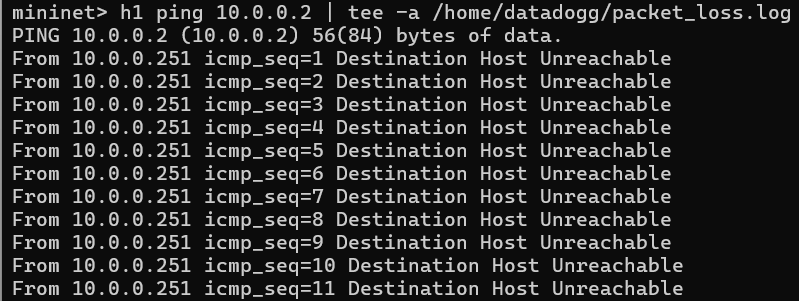 mininet> h1 ping 10.0.0.2 | tee -a /home/datadogg/packet_loss.log
PING 10.0.0.2 (10.0.0.2) 56(84) bytes of data.
From 10.0.0.251 icmp_seq=1 Destination Host Unreachable
From 10.0.0.251 icmp_seq=2 Destination Host Unreachable
From 10.0.0.251 icmp_seq=3 Destination Host Unreachable
From 10.0.0.251 icmp_seq=4 Destination Host Unreachable
From 10.0.0.251 icmp_seq=5 Destination Host Unreachable
From 10.0.0.251 icmp_seq=6 Destination Host Unreachable
From 10.0.0.251 icmp_seq=7 Destination Host Unreachable
From 10.0.0.251 icmp_seq=8 Destination Host Unreachable
From 10.0.0.251 icmp_seq=9 Destination Host Unreachable
From 10.0.0.251 icmp_seq=10 Destination Host Unreachable
From 10.0.0.251 icmp_seq=11 Destination Host Unreachable